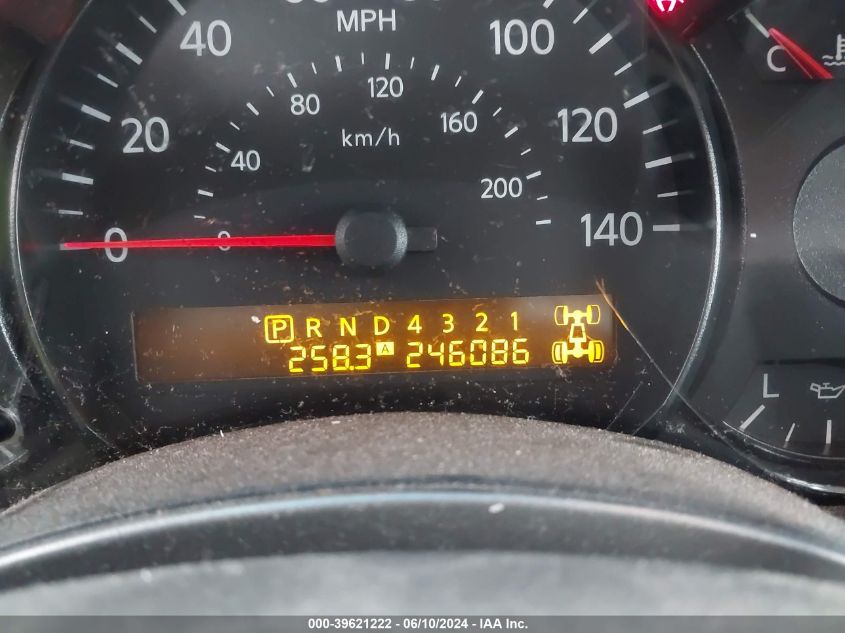 40 MPH 100
80 120 160
20 km/h 120
40 200
0 0 140
C
P R N D 4 3 2 1
258.3 A 246086
L
000-39621222 - 06/10/2024 - IAA Inc.